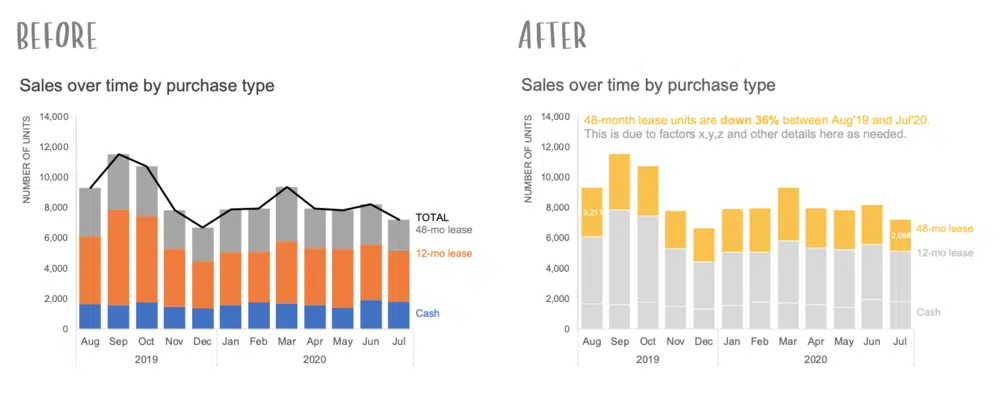 BEFORE
Sales over time by purchase type
NUMBER OF UNITS
14,000
12,000
10,000
8,000
6,000
4,000
2,000
0
TOTAL
48-mo lease
12-mo lease
Cash
Aug Sep Oct Nov Dec Jan Feb Mar Apr May Jun Jul
2019 2020
AFTER
Sales over time by purchase type
NUMBER OF UNITS
14,000
12,000
10,000
8,000
6,000
4,000
2,000
0
48-month lease units are down 36% between Aug'19 and Jul'20.
This is due to factors x,y,z and other details here as needed.
3,211
2,068
48-mo lease
12-mo lease
Cash
Aug Sep Oct Nov Dec Jan Feb Mar Apr May Jun Jul
2019 2020